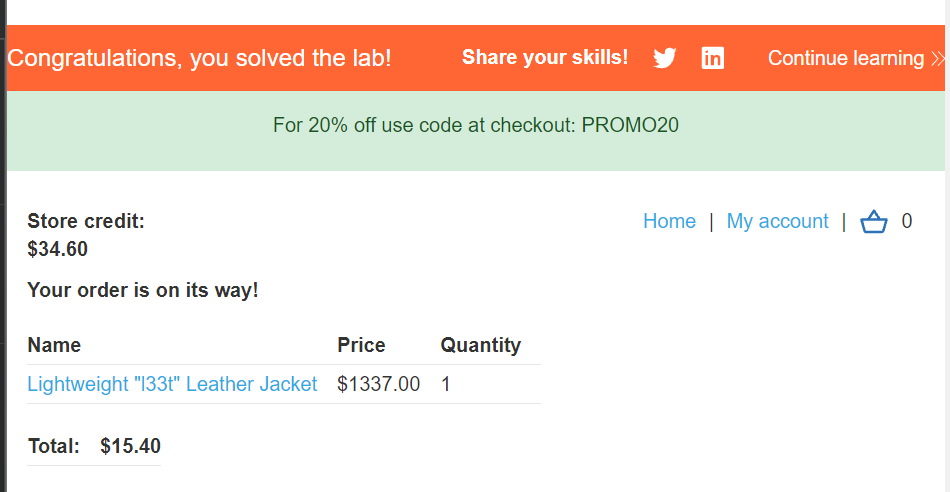 Congratulations, you solved the lab! Share your skills! Continue learning >>
For 20% off use code at checkout: PROMO20
Store credit:
$34.60
Home | My account | 0
Your order is on its way!
Name Price Quantity
Lightweight "l33t" Leather Jacket $1337.00 1
Total: $15.40